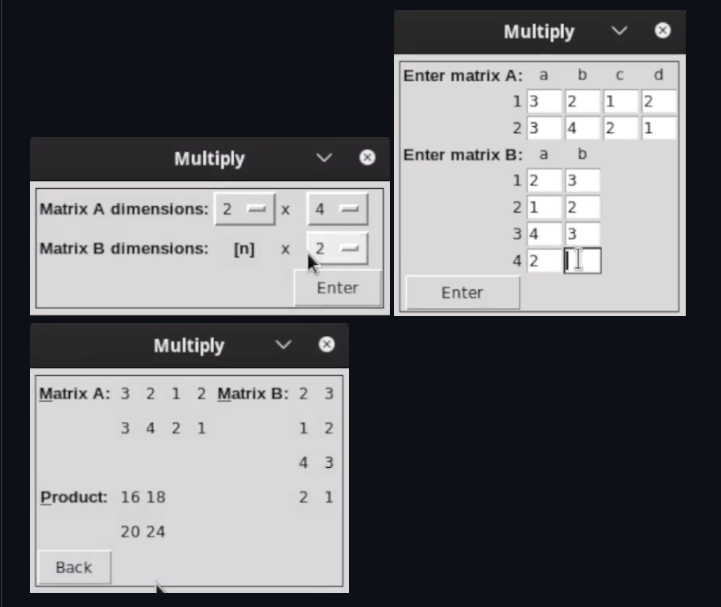 Multiply
Matrix A dimensions: 2 x 4
Matrix B dimensions: [n] x 2
Enter
Multiply
Enter matrix A: a b c d
1 3 2 1 2
2 3 4 2 1
Enter matrix B: a b
1 2 3
2 1 2
3 4 3
4 2
Enter
Multiply
Matrix A: 3 2 1 2 Matrix B: 2 3
3 4 2 1 1 2
4 3
Product: 16 18 2 1
20 24
Back